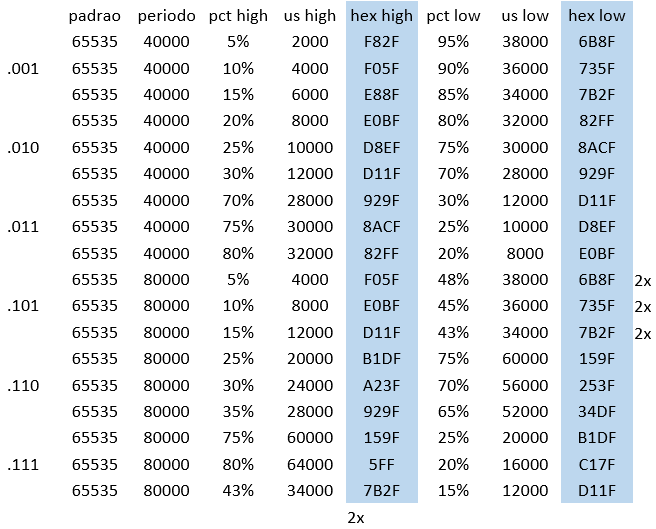 padrao periodo pct high us high hex high pct low us low hex low
65535 40000 5% 2000 F82F 95% 38000 6B8F
.001 65535 40000 10% 4000 F05F 90% 36000 735F
65535 40000 15% 6000 E88F 85% 34000 7B2F
65535 40000 20% 8000 E0BF 80% 32000 82FF
.010 65535 40000 25% 10000 D8EF 75% 30000 8ACF
65535 40000 30% 12000 D11F 70% 28000 929F
65535 40000 70% 28000 929F 30% 12000 D11F
.011 65535 40000 75% 30000 8ACF 25% 10000 D8EF
65535 40000 80% 32000 82FF 20% 8000 E0BF
65535 80000 5% 4000 F05F 48% 38000 6B8F 2x
.101 65535 80000 10% 8000 E0BF 45% 36000 735F 2x
65535 80000 15% 12000 D11F 43% 34000 7B2F 2x
65535 80000 25% 20000 B1DF 75% 60000 159F
.110 65535 80000 30% 24000 A23F 70% 56000 253F
65535 80000 35% 28000 929F 65% 52000 34DF
65535 80000 75% 60000 159F 25% 20000 B1DF
.111 65535 80000 80% 64000 5FF 20% 16000 C17F
65535 80000 43% 34000 7B2F 15% 12000 D11F
2x